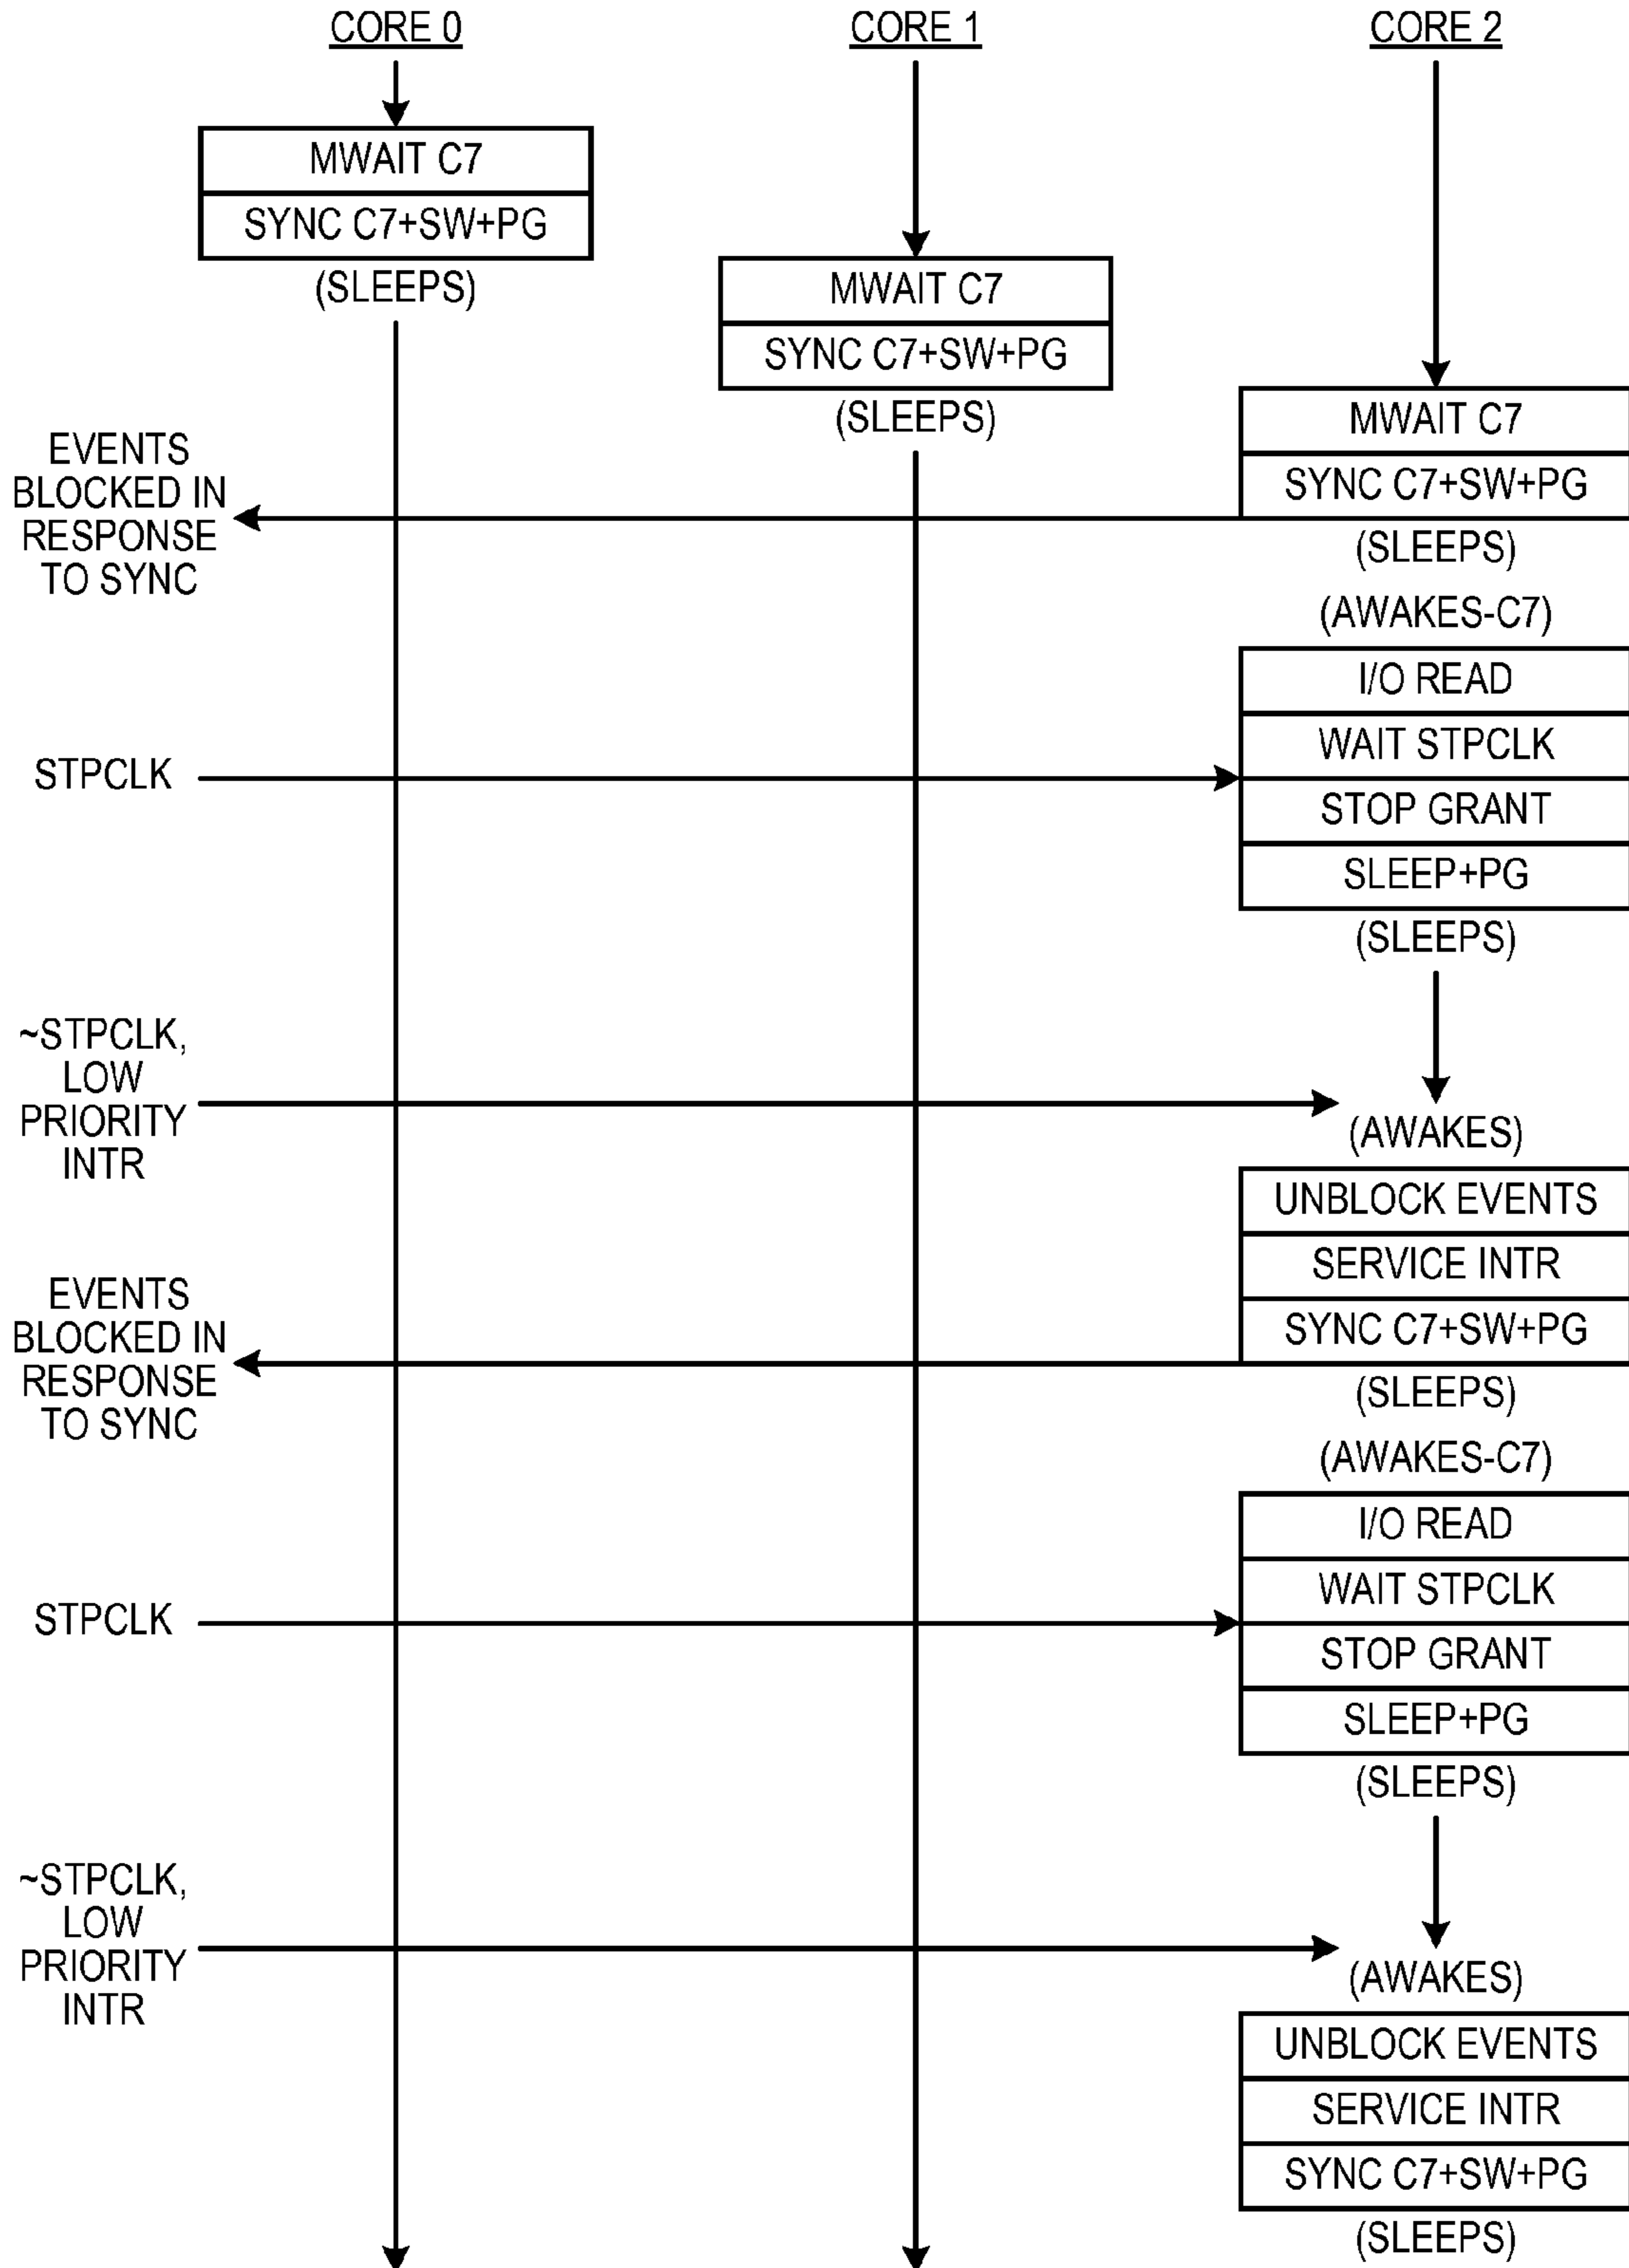 CORE 0
CORE 1
CORE 2
MWAIT C7
SYNC C7+SW+PG
(SLEEPS)
MWAIT C7
SYNC C7+SW+PG
(SLEEPS)
MWAIT C7
SYNC C7+SW+PG
(SLEEPS)
EVENTS
BLOCKED IN
RESPONSE
TO SYNC
(AWAKES-C7)
I/O READ
WAIT STPCLK
STPCLK
STOP GRANT
SLEEP+PG
(SLEEPS)
~STPCLK,
LOW
PRIORITY
INTR
(AWAKES)
UNBLOCK EVENTS
SERVICE INTR
SYNC C7+SW+PG
EVENTS
BLOCKED IN
RESPONSE
TO SYNC
(SLEEPS)
(AWAKES-C7)
I/O READ
WAIT STPCLK
STPCLK
STOP GRANT
SLEEP+PG
(SLEEPS)
~STPCLK,
LOW
PRIORITY
INTR
(AWAKES)
UNBLOCK EVENTS
SERVICE INTR
SYNC C7+SW+PG
(SLEEPS)